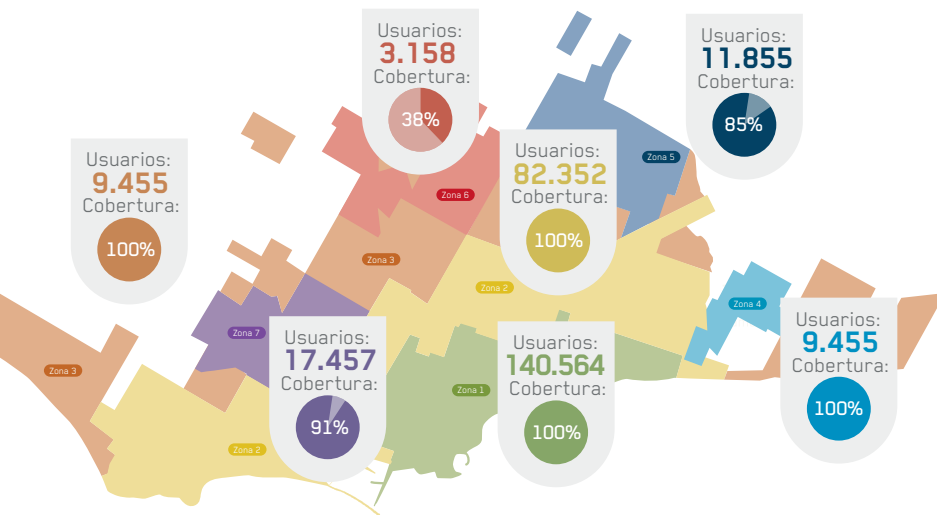 Usuarios:
3.158
Cobertura:
38%
Usuarios:
11.855
Cobertura:
85%
Usuarios:
9.455
Cobertura:
100%
Usuarios:
82.352
Cobertura:
100%
Zona 5
Zona 6
Zona 3
Zona 2
Zona 4
Zona 7
Zona 3
Zona 1
Zona 2
Usuarios:
17.457
Cobertura:
91%
Usuarios:
140.564
Cobertura:
100%
Usuarios:
9.455
Cobertura:
100%